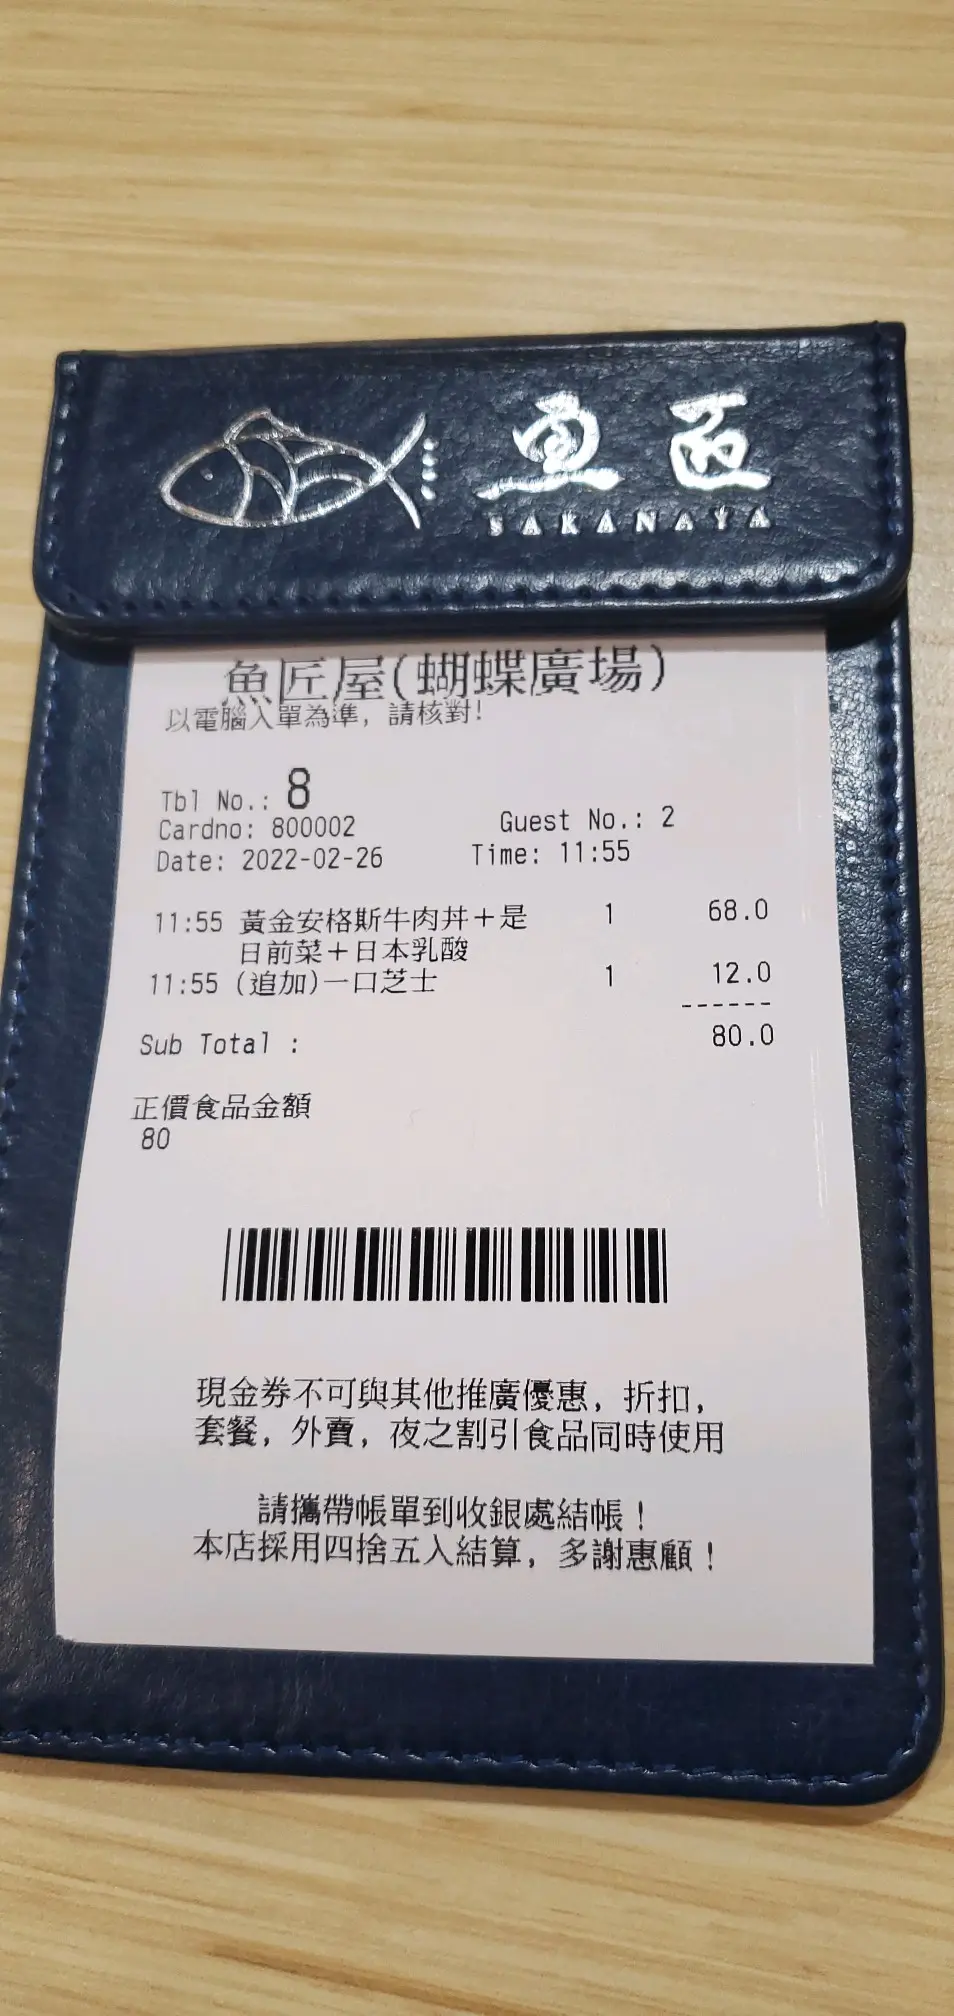 魚匠
SAKANAYA
魚匠屋(蝴蝶廣場)
以電腦入單為準, 請核對!
Tbl No.: 8
Cardno: 800002 Guest No.: 2
Date: 2022-02-26 Time: 11:55
11:55 黃金安格斯牛肉丼+是 1 68.0
日前菜+日本乳酸
11:55 (追加)一口芝士 1 12.0
------
Sub Total : 80.0
正價食品金額
80
現金券不可與其他推廣優惠, 折扣,
套餐, 外賣, 夜之割引食品同時使用
請攜帶帳單到收銀處結帳!
本店採用四捨五入結算, 多謝惠顧!